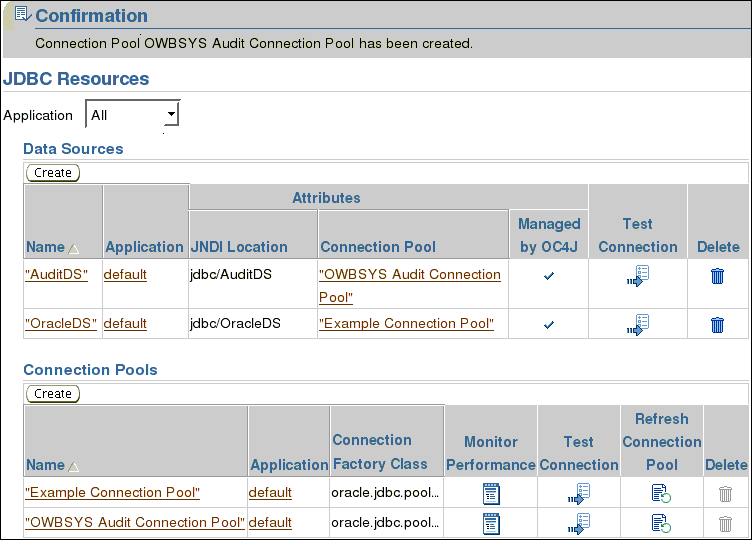 Confirmation
Connection Pool OWBSYS Audit Connection Pool has been created.
JDBC Resources
Application All
Data Sources
Create
Attributes
Name Application JNDI Location Connection Pool Managed by OC4J Test Connection Delete
"AuditDS" default jdbc/AuditDS "OWBSYS Audit Connection
Pool"
"OracleDS" default jdbc/OracleDS "Example Connection Pool"
Connection Pools
Create
Name Application Connection Factory Class Monitor Performance Test Connection Refresh Connection Pool Delete
"Example Connection Pool" default oracle.jdbc.pool...
"OWBSYS Audit Connection Pool" default oracle.jdbc.pool...